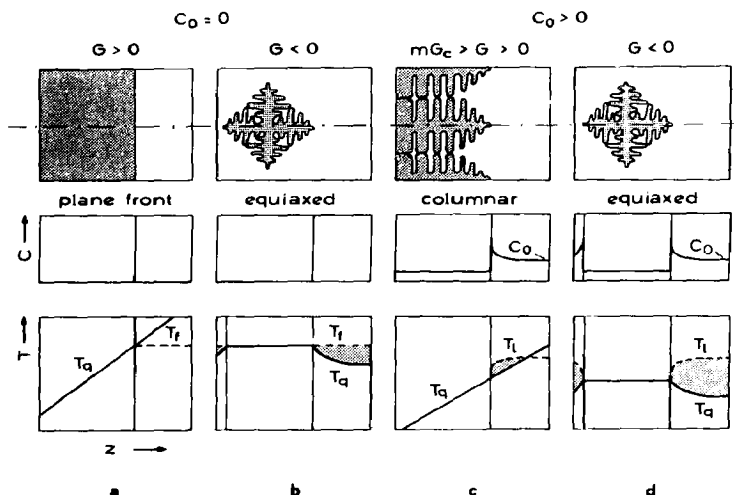 C₀ = 0 C₀ > 0
G > 0 G < 0 mG_c > G > 0 G < 0
plane front equiaxed columnar equiaxed
C C₀ C₀
T T_q T_f T_f T_q T_q T_l T_l T_q
z
a b c d